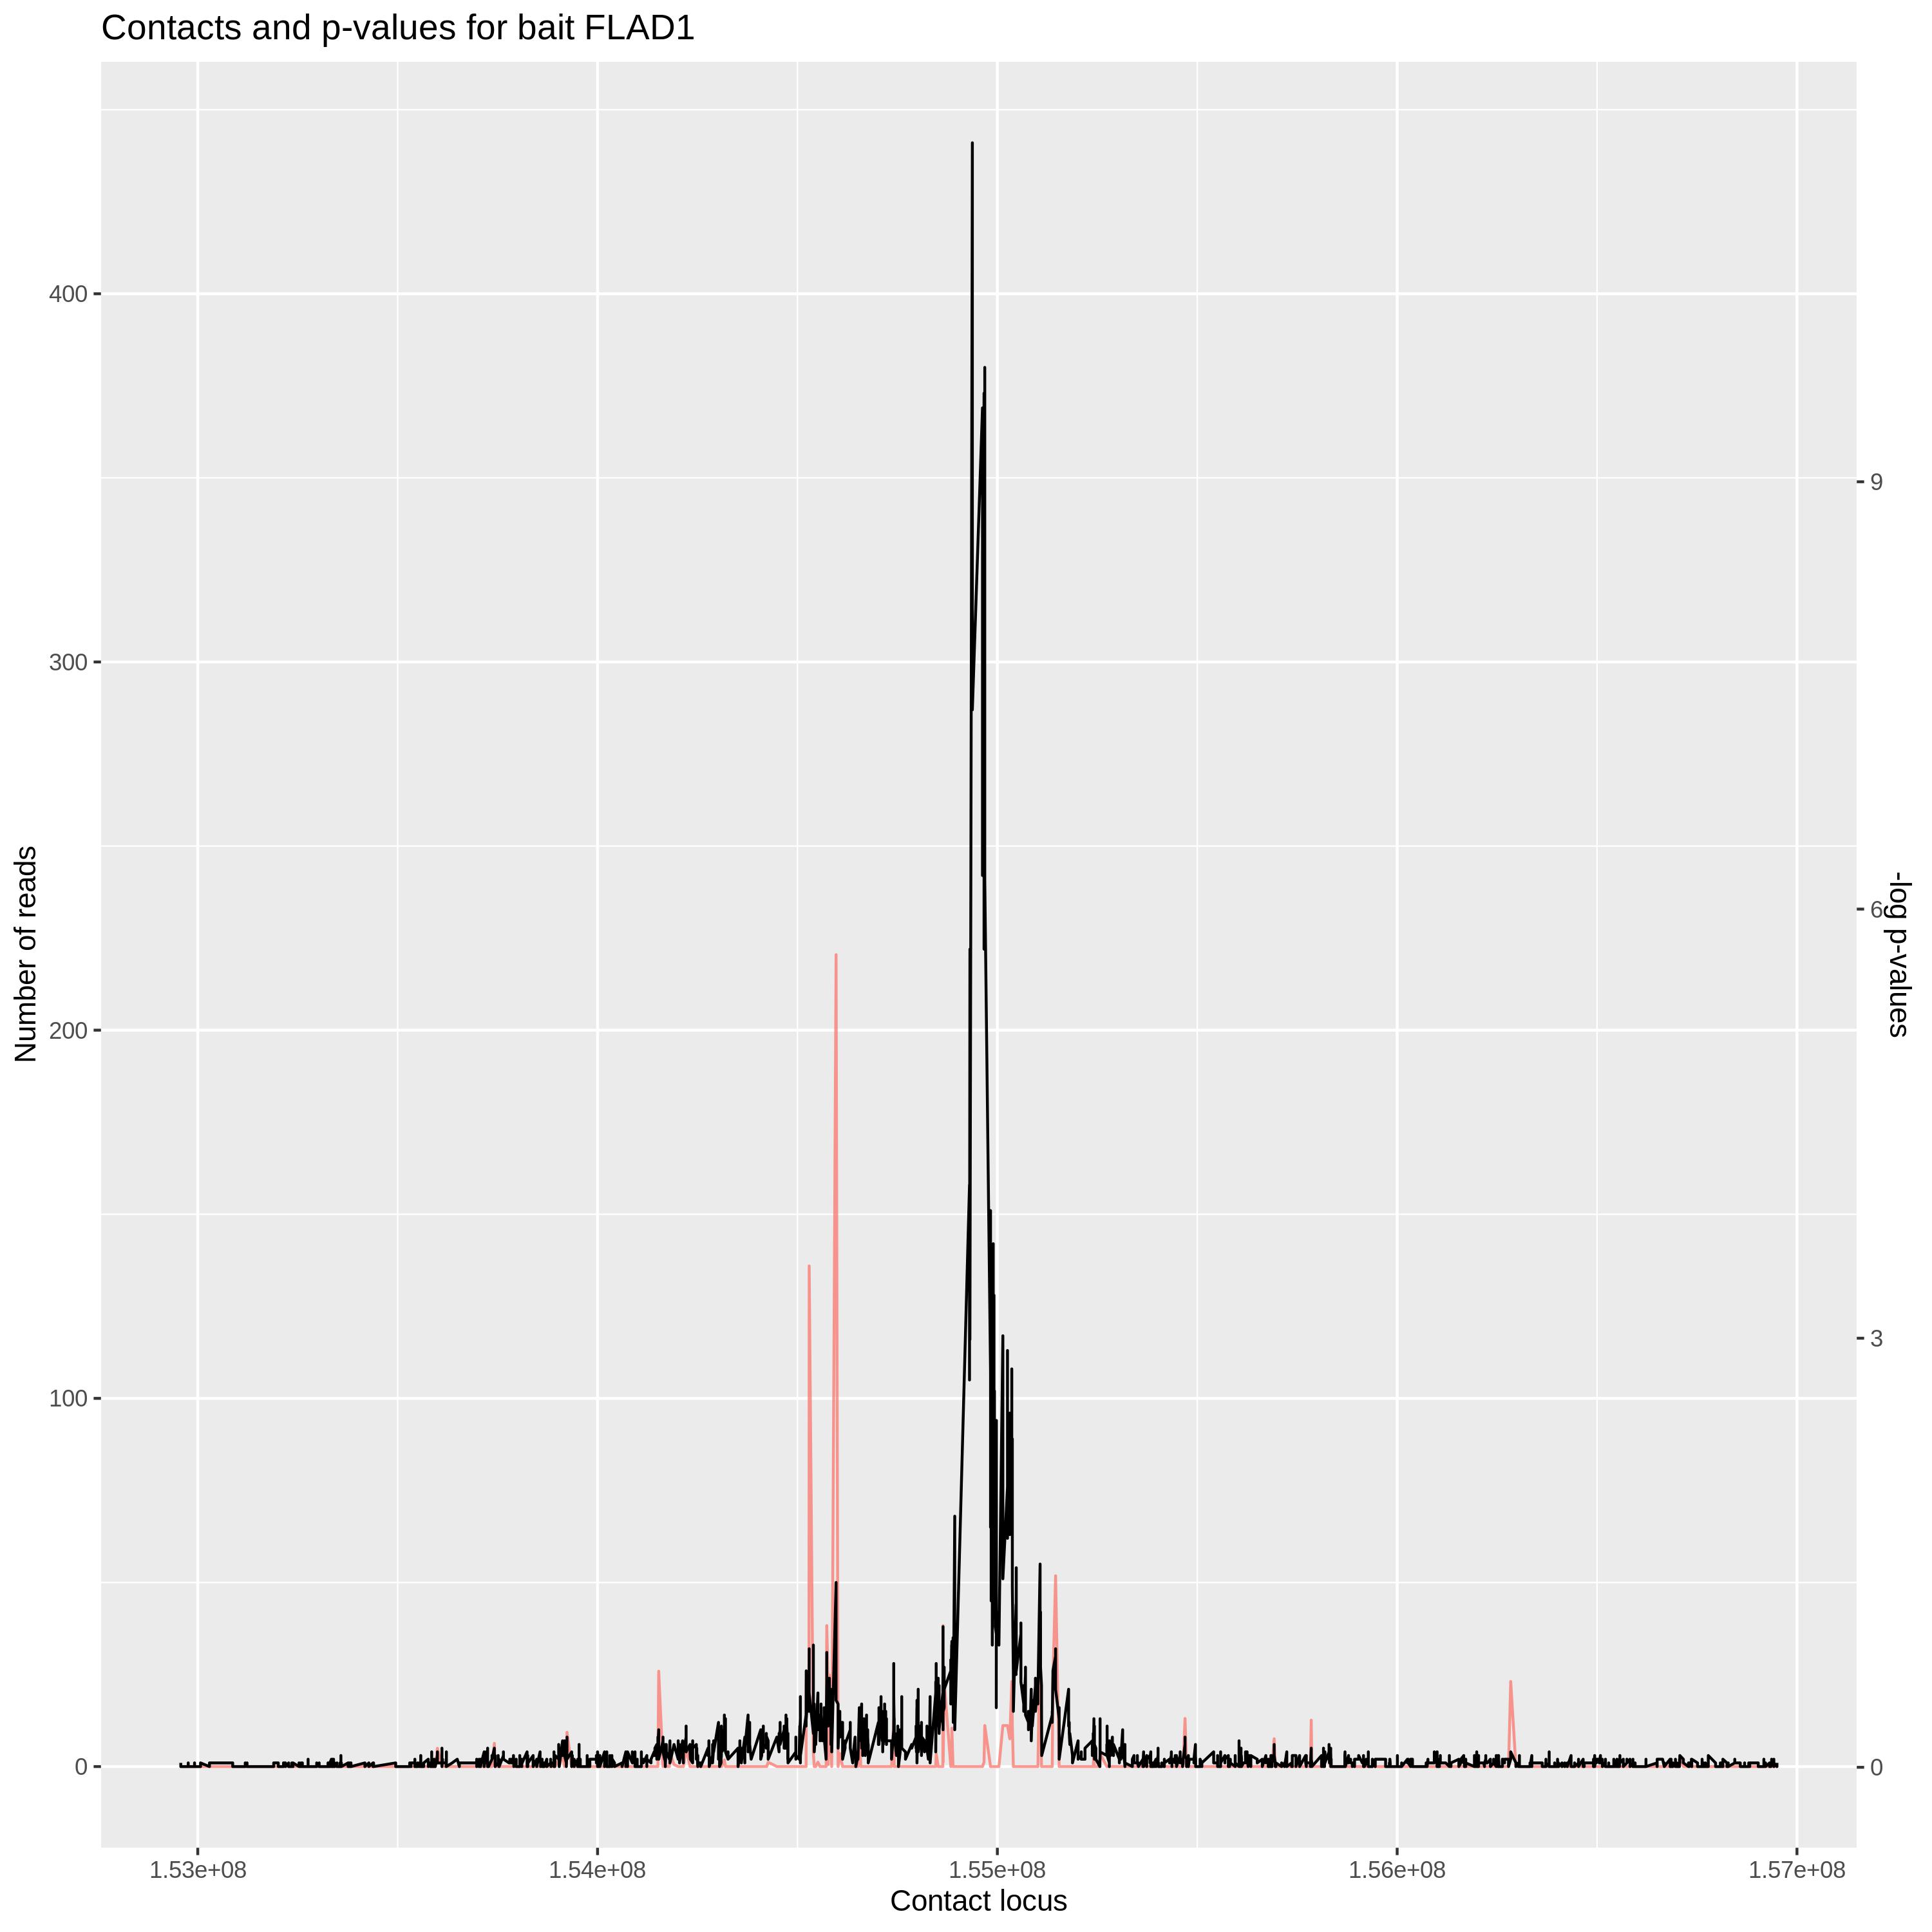 Contacts and p-values for bait FLAD1
Number of reads
400
300
200
100
0
9
6
3
0
-log p-values
1.53e+08 1.54e+08 1.55e+08 1.56e+08 1.57e+08
Contact locus